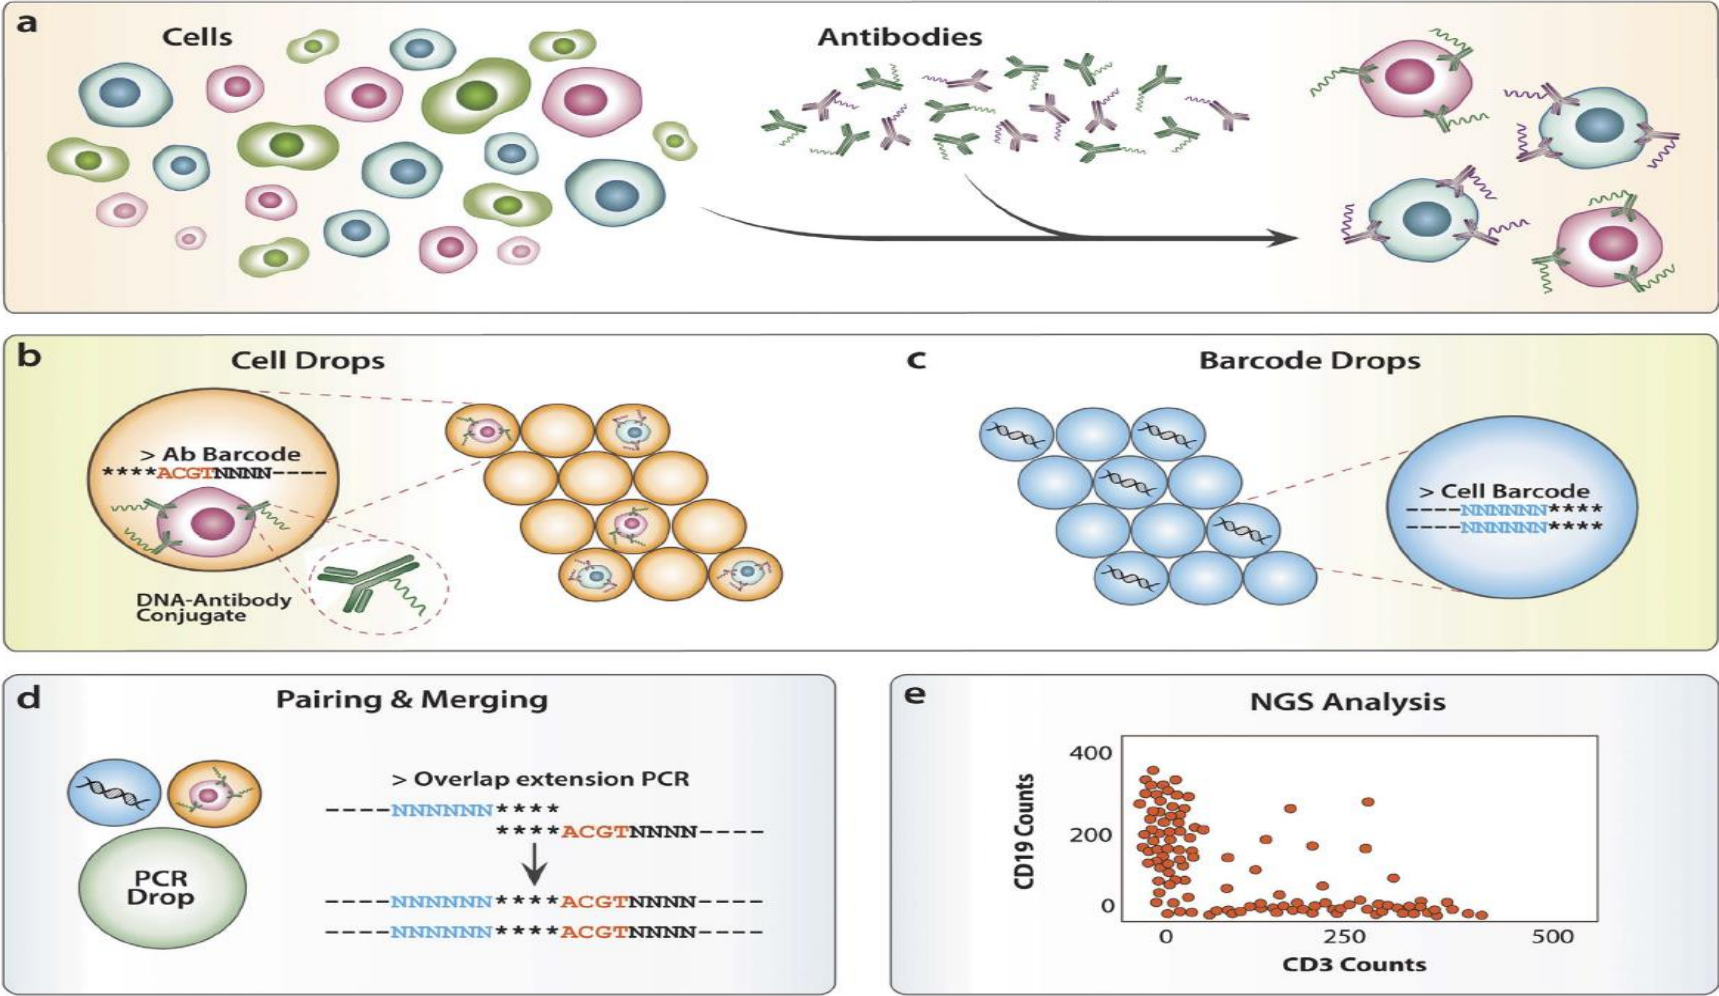 a
Cells
Antibodies
b
Cell Drops
> Ab Barcode
****ACGTNNNN----
DNA-Antibody
Conjugate
c
Barcode Drops
> Cell Barcode
----NNNNNN****
----NNNNNN****
d
Pairing & Merging
> Overlap extension PCR
----NNNNNN****
****ACGTNNNN----
----NNNNNN****ACGTNNNN----
----NNNNNN****ACGTNNNN----
PCR
Drop
e
NGS Analysis
CD19 Counts
400
200
0
0 250 500
CD3 Counts